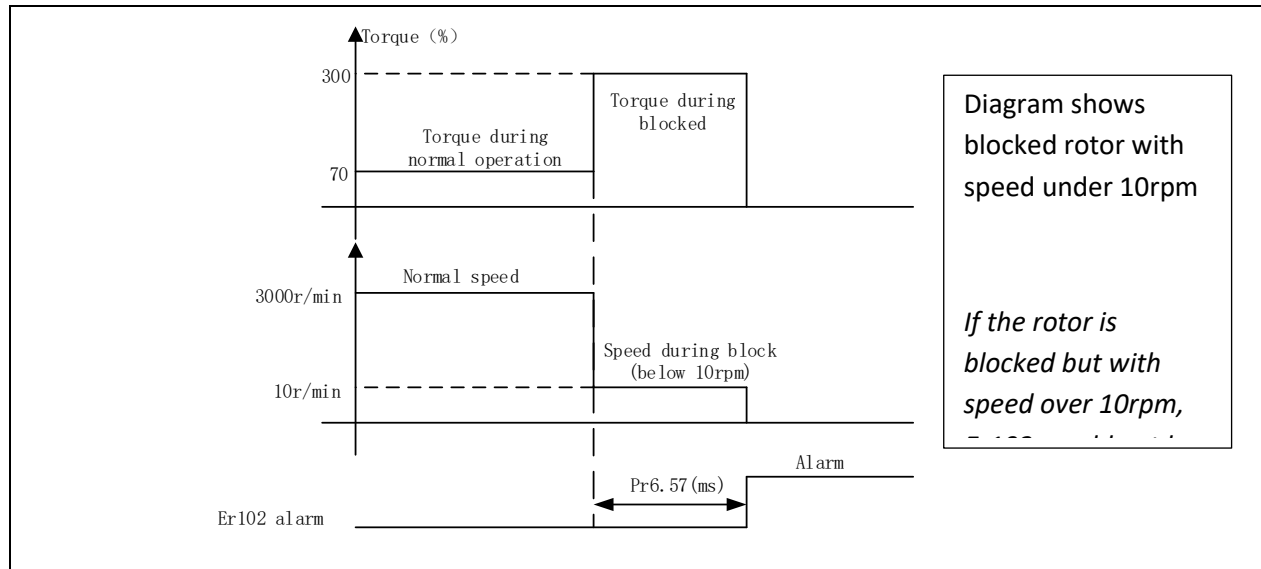 Torque（%）
300
Torque during
blocked
Torque during
normal operation
70
Normal speed
3000r/min
Speed during block
(below 10rpm)
10r/min
Alarm
Pr6.57(ms)
Er102 alarm
Diagram shows
blocked rotor with
speed under 10rpm
If the rotor is
blocked but with
speed over 10rpm,